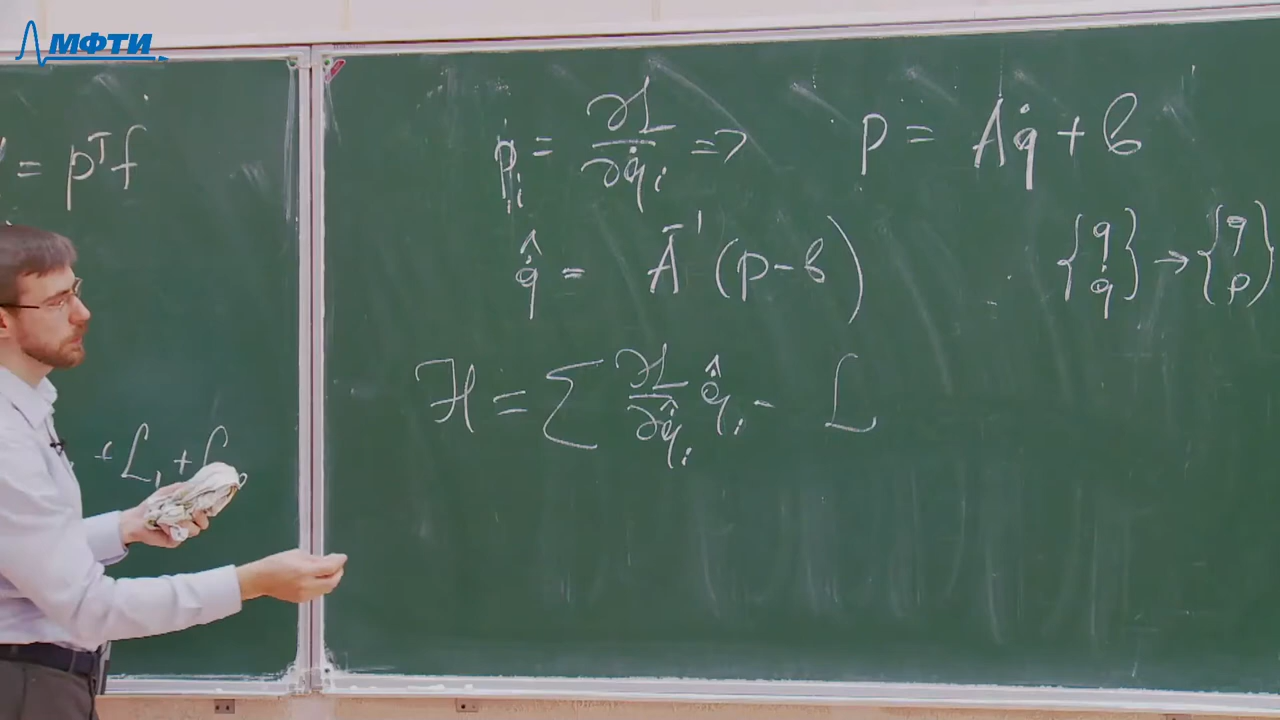 МФТИ
= pᵀf
+ L₁ + L₀
pᵢ = ∂L/∂q̇ᵢ => p = Aq̇ + b
q̇̂ = A⁻¹(p - b)
{q q̇} → {q p}
H = Σ ∂L/∂q̇̂ᵢ q̇̂ᵢ - L